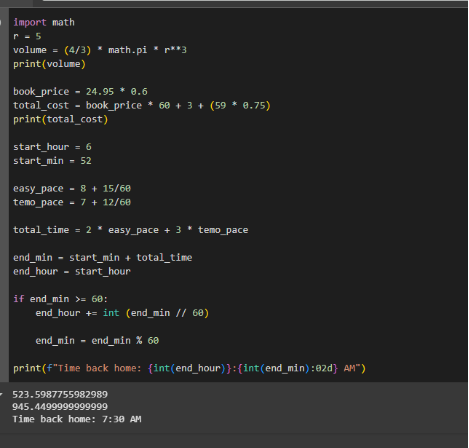 import math
r = 5
volume = (4/3) * math.pi * r**3
print(volume)
book_price = 24.95 * 0.6
total_cost = book_price * 60 + 3 + (59 * 0.75)
print(total_cost)
start_hour = 6
start_min = 52
easy_pace = 8 + 15/60
temo_pace = 7 + 12/60
total_time = 2 * easy_pace + 3 * temo_pace
end_min = start_min + total_time
end_hour = start_hour
if end_min >= 60:
    end_hour += int (end_min // 60)
    end_min = end_min % 60
print(f"Time back home: {int(end_hour)}:{int(end_min):02d} AM")
523.5987755982989
945.4499999999999
Time back home: 7:30 AM